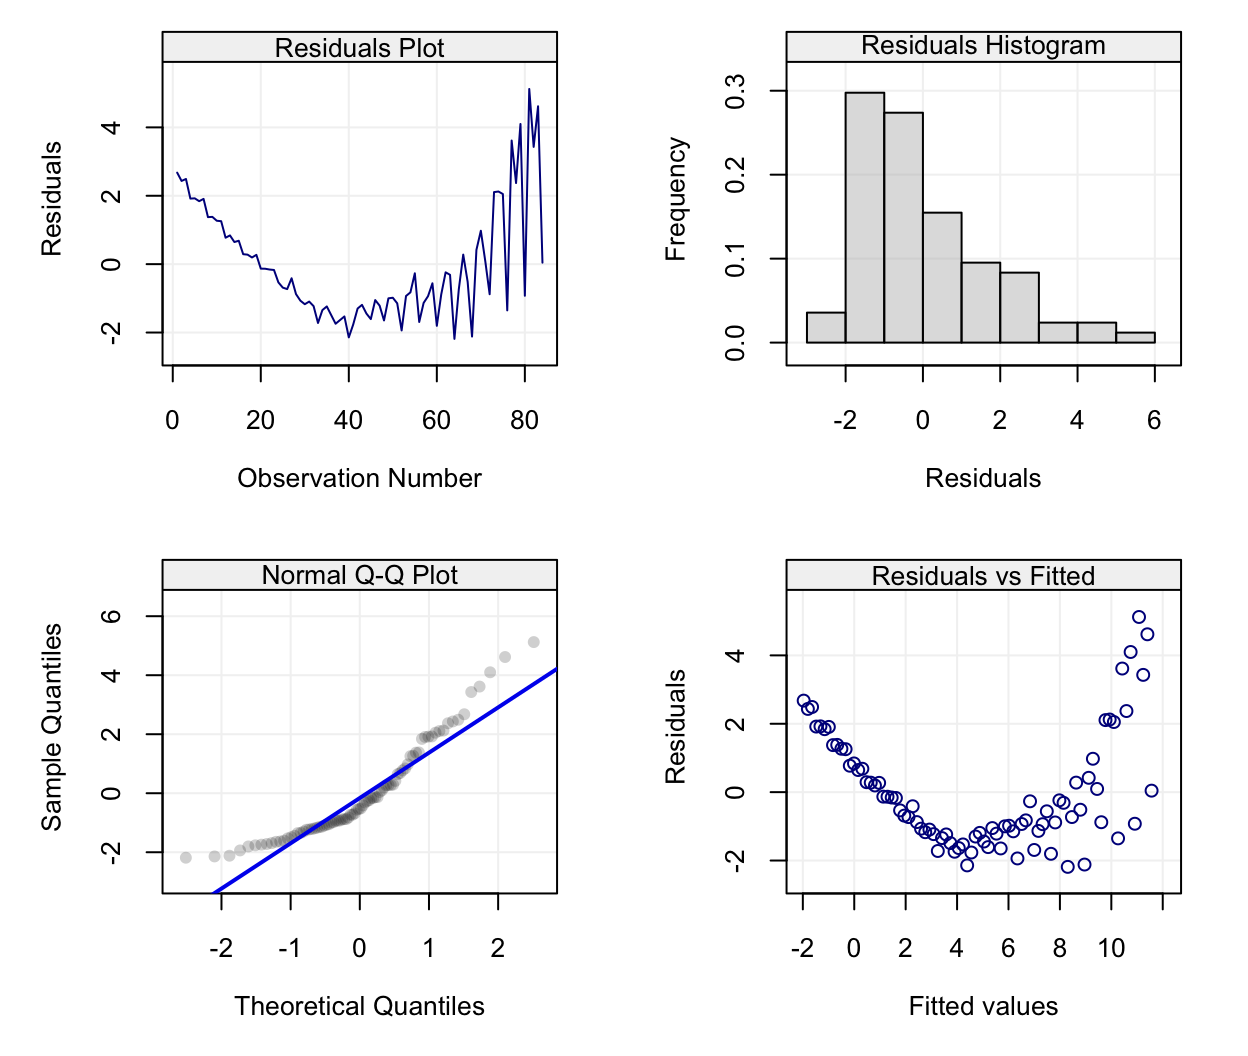 Residuals Plot
Residuals
4
2
0
-2
0 20 40 60 80
Observation Number
Residuals Histogram
Frequency
0.3
0.2
0.1
0.0
-2 0 2 4 6
Residuals
Normal Q-Q Plot
Sample Quantiles
6
4
2
0
-2
-2 -1 0 1 2
Theoretical Quantiles
Residuals vs Fitted
Residuals
4
2
0
-2
-2 0 2 4 6 8 10
Fitted values